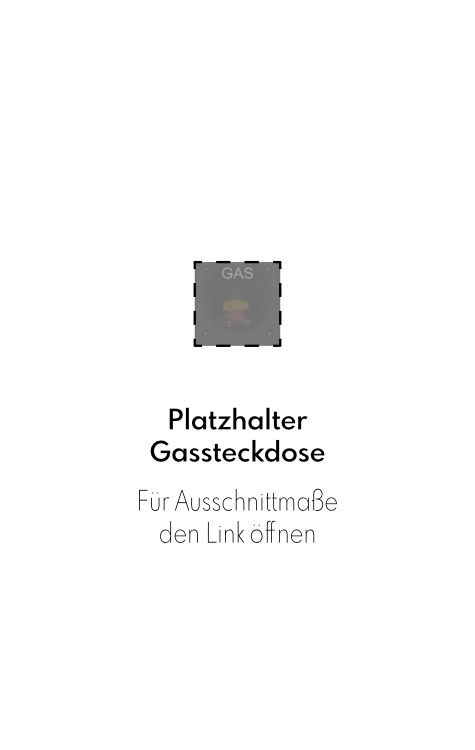 GAS
Platzhalter
Gassteckdose
Für Ausschnittmaße
den Link öffnen